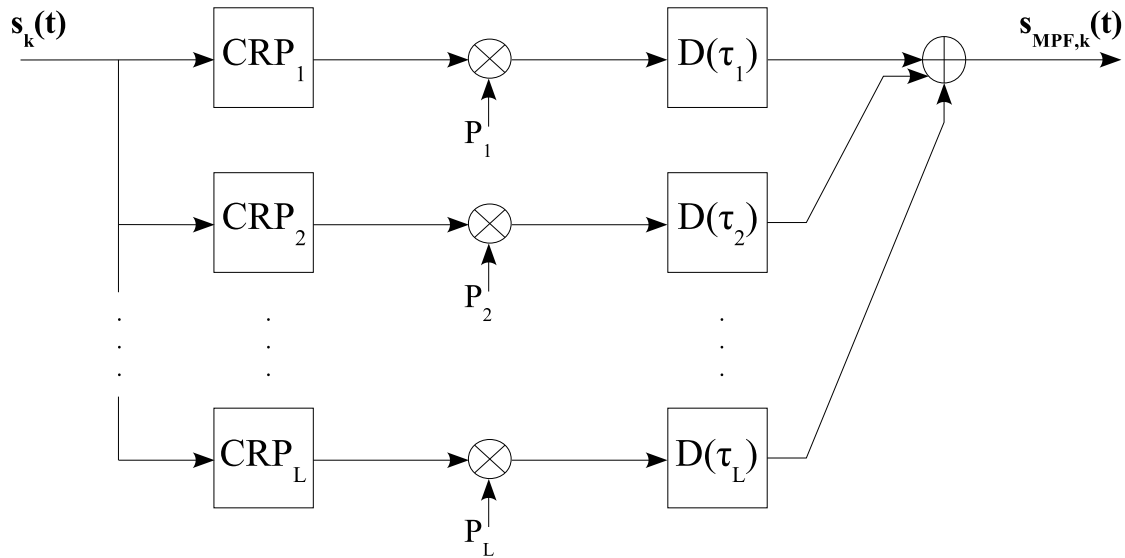 s_k(t) CRP_1 D(τ_1) s_MPF,k(t)
P_1
CRP_2 D(τ_2)
P_2
. . .
. . .
. . .
CRP_L D(τ_L)
P_L